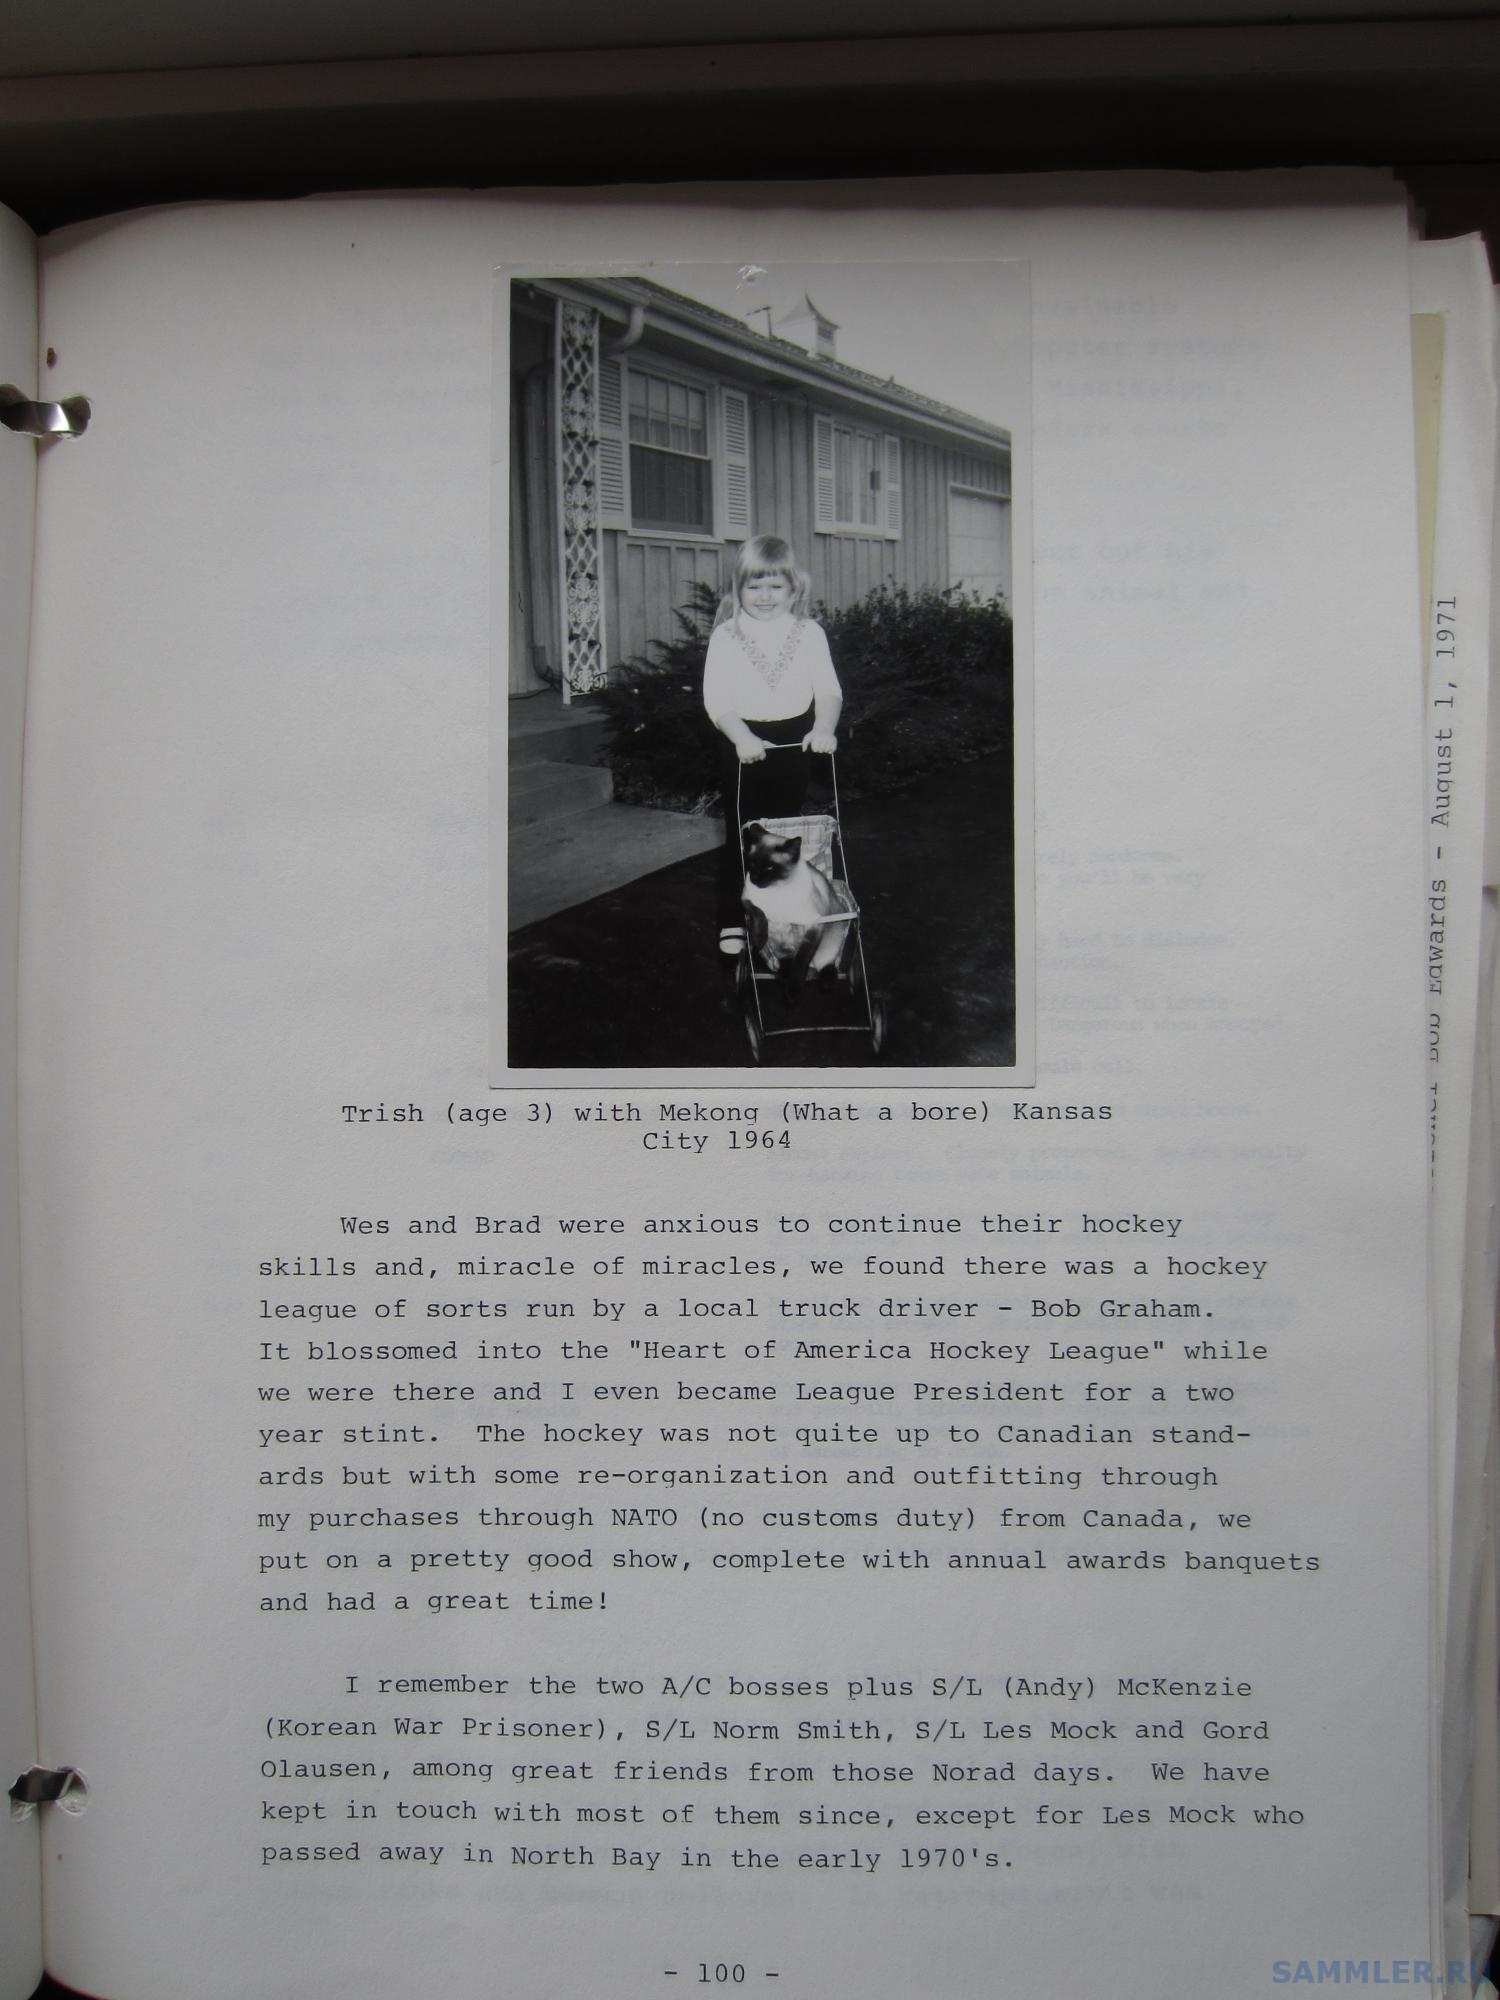 Trish (age 3) with Mekong (What a bore) Kansas
City 1964
Wes and Brad were anxious to continue their hockey
skills and, miracle of miracles, we found there was a hockey
league of sorts run by a local truck driver - Bob Graham.
It blossomed into the "Heart of America Hockey League" while
we were there and I even became League President for a two
year stint.  The hockey was not quite up to Canadian stand-
ards but with some re-organization and outfitting through
my purchases through NATO (no customs duty) from Canada, we
put on a pretty good show, complete with annual awards banquets
and had a great time!
I remember the two A/C bosses plus S/L (Andy) McKenzie
(Korean War Prisoner), S/L Norm Smith, S/L Les Mock and Gord
Olausen, among great friends from those Norad days.  We have
kept in touch with most of them since, except for Les Mock who
passed away in North Bay in the early 1970's.
- 100 -
Bob Edwards - August 1, 1971
SAMMLER.RU